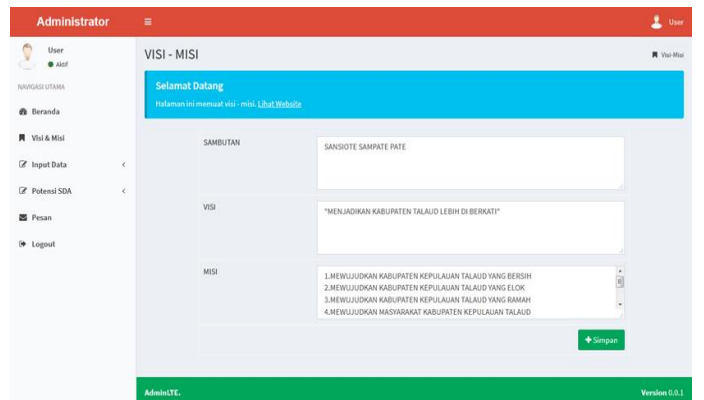 Administrator
User
User
Aktif
VISI - MISI
Visi-Misi
NAVIGASI UTAMA
Selamat Datang
Halaman ini memuat visi - misi. Lihat Website
Beranda
Visi & Misi
Input Data
Potensi SDA
Pesan
Logout
SAMBUTAN
SANSIOTE SAMPATE PATE
VISI
"MENJADIKAN KABUPATEN TALAUD LEBIH DI BERKATI"
MISI
1.MEWUJUDKAN KABUPATEN KEPULAUAN TALAUD YANG BERSIH
2.MEWUJUDKAN KABUPATEN KEPULAUAN TALAUD YANG ELOK
3.MEWUJUDKAN KABUPATEN KEPULAUAN TALAUD YANG RAMAH
4.MEWUJUDKAN MASYARAKAT KABUPATEN KEPULAUAN TALAUD
Simpan
AdminLTE.
Version 0.0.1